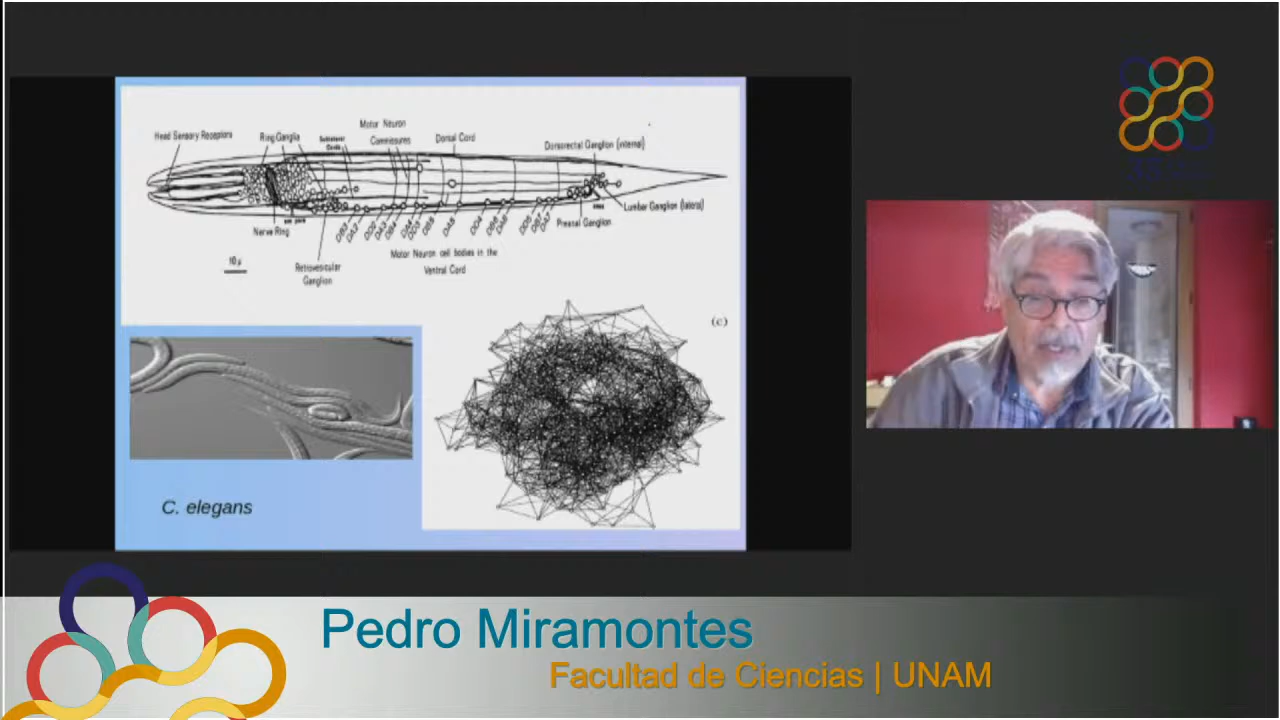 Motor Neuron
Head Sensory Receptors
Ring Ganglia
Commissures
Dorsal Cord
Dorsorectal Ganglion (internal)
Lumbar Ganglion (lateral)
Preanal Ganglion
Nerve Ring
Motor Neuron cell bodies in the
Ventral Cord
10 μ
Retrovesicular
Ganglion
(c)
C. elegans
Pedro Miramontes
Facultad de Ciencias | UNAM